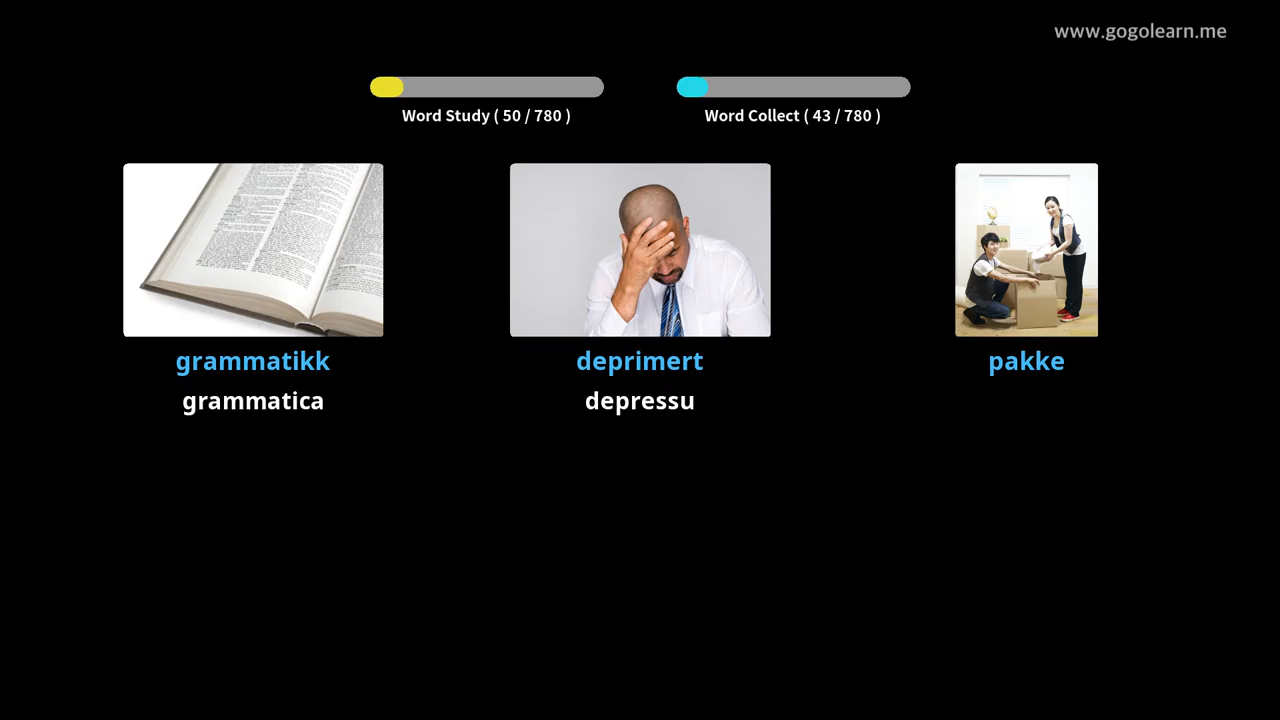 www.gogolearn.me
Word Study ( 50 / 780 )
Word Collect ( 43 / 780 )
grammatikk
deprimert
pakke
grammatica
depressu